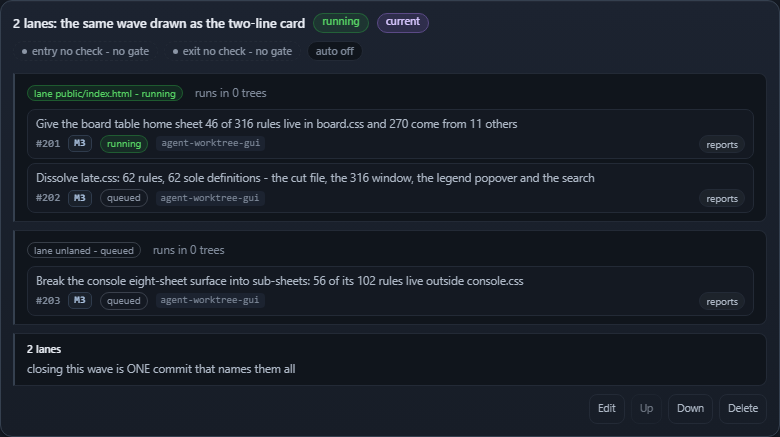 2 lanes: the same wave drawn as the two-line card running current
• entry no check - no gate • exit no check - no gate auto off
lane public/index.html - running runs in 0 trees
Give the board table home sheet 46 of 316 rules live in board.css and 270 come from 11 others
#201 M3 running agent-worktree-gui reports
Dissolve late.css: 62 rules, 62 sole definitions - the cut file, the 316 window, the legend popover and the search
#202 M3 queued agent-worktree-gui reports
lane unlaned - queued runs in 0 trees
Break the console eight-sheet surface into sub-sheets: 56 of its 102 rules live outside console.css
#203 M3 queued agent-worktree-gui reports
2 lanes
closing this wave is ONE commit that names them all
Edit Up Down Delete